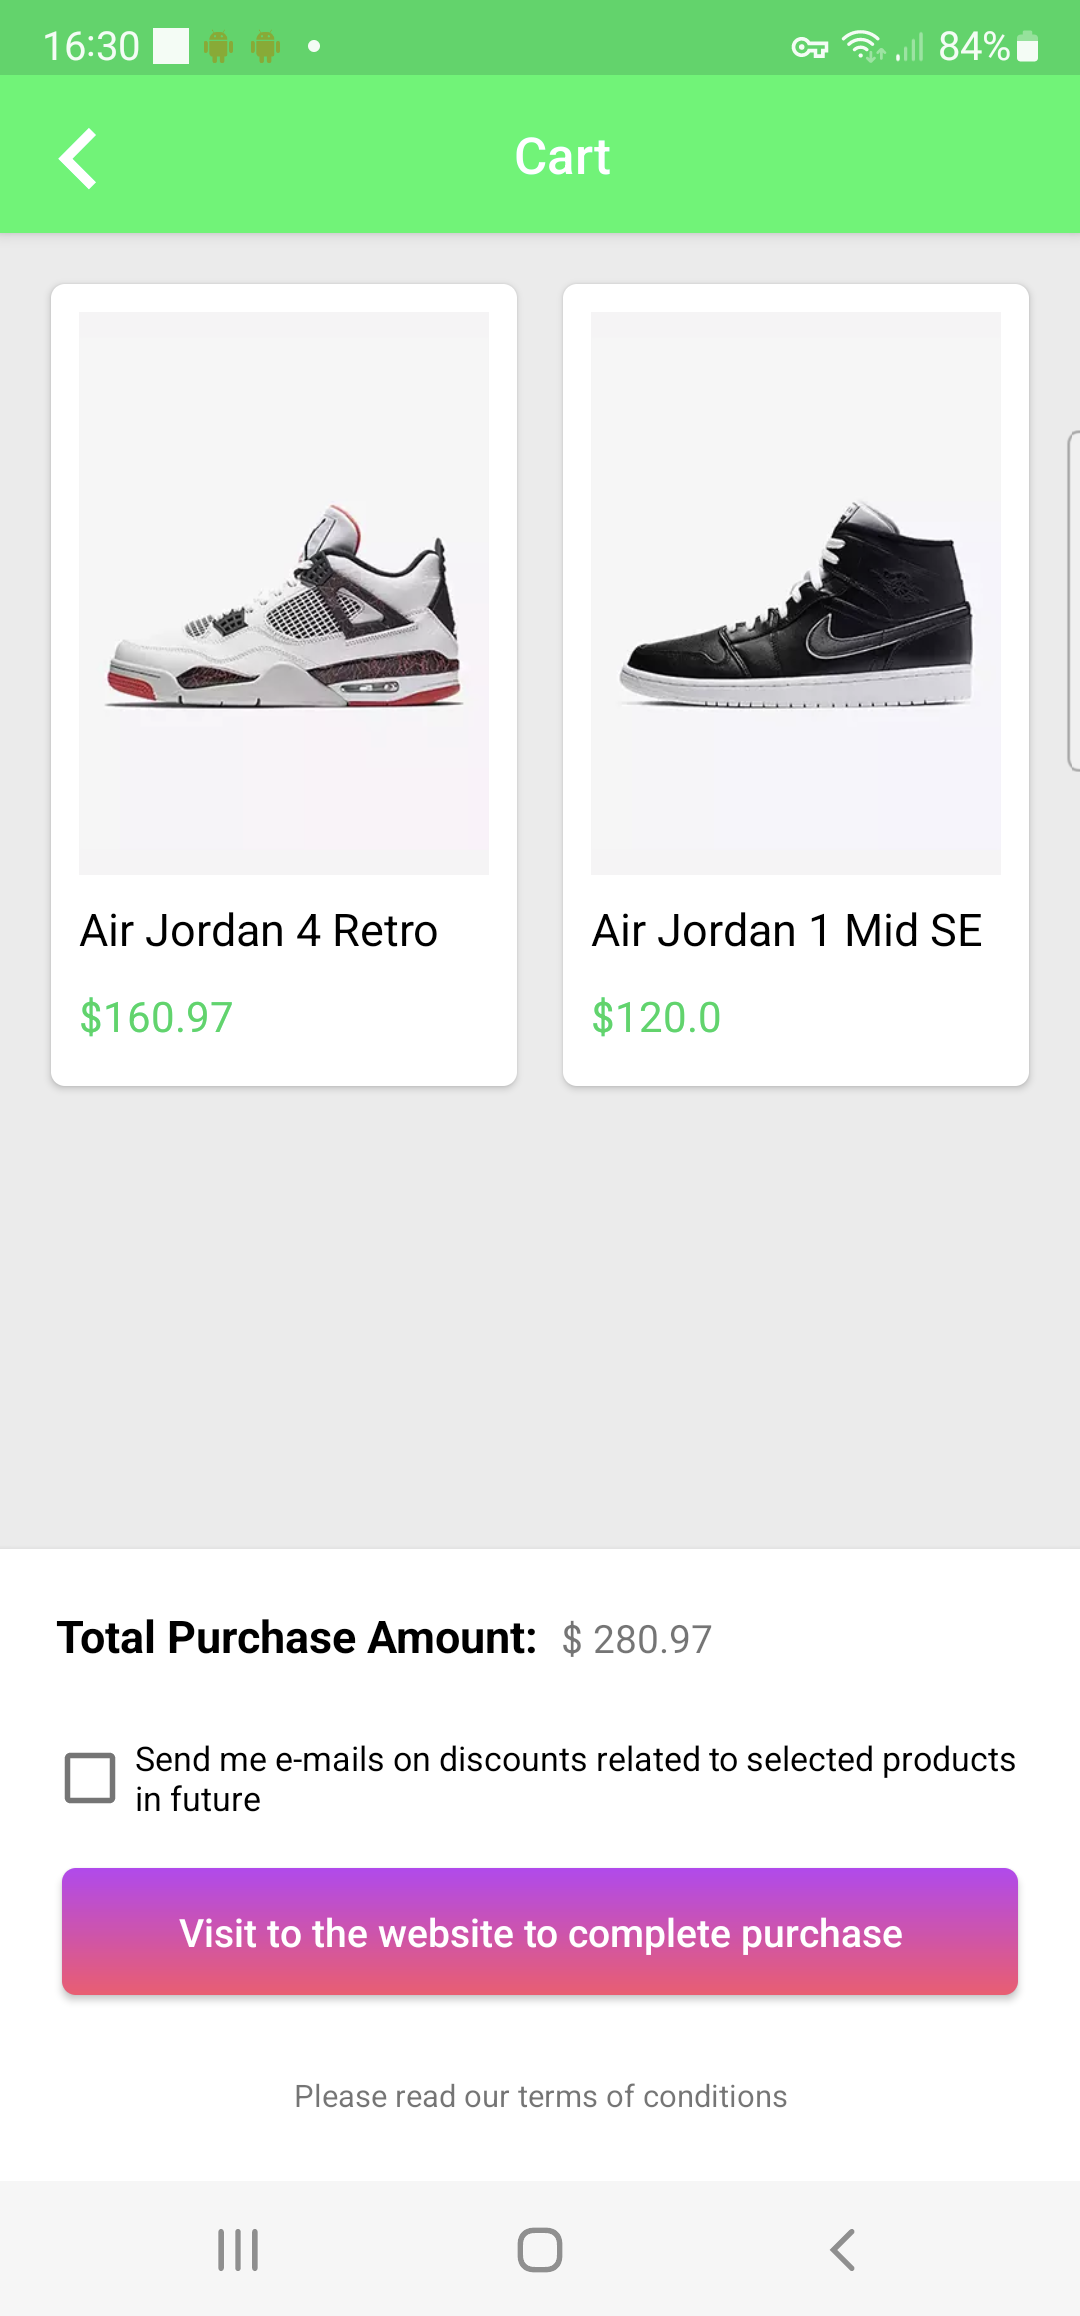 16:30
84%
Cart
Air Jordan 4 Retro
$160.97
Air Jordan 1 Mid SE
$120.0
Total Purchase Amount: $ 280.97
Send me e-mails on discounts related to selected products
in future
Visit to the website to complete purchase
Please read our terms of conditions